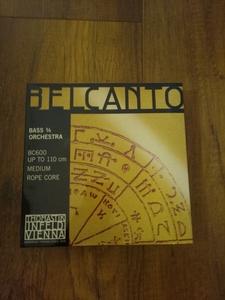 BELCANTO
BASS ¾
ORCHESTRA
BC600
UP TO 110 cm
MEDIUM
ROPE CORE
THOMASTIK
INFELD
VIENNA